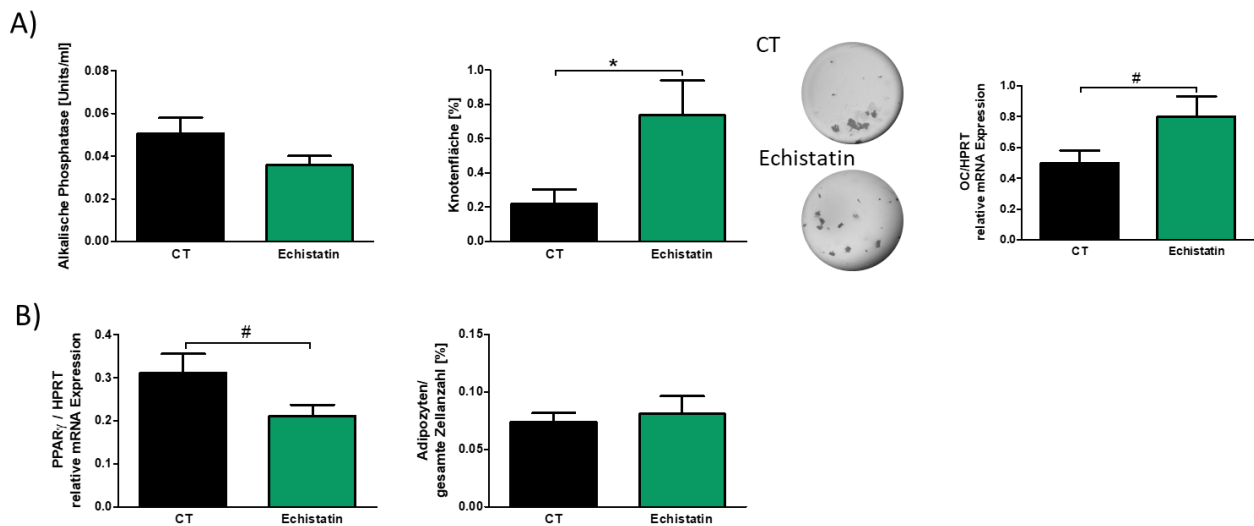 A)
Alkalische Phosphatase [Units/ml]
0.08
0.06
0.04
0.02
0.00
CT
Echistatin
Knotenfläche [%]
1.0
0.8
0.6
0.4
0.2
0.0
*
CT
Echistatin
CT
Echistatin
OC/HPRT
relative mRNA Expression
1.0
0.8
0.6
0.4
0.2
0.0
#
CT
Echistatin
B)
PPARγ / HPRT
relative mRNA Expression
0.4
0.3
0.2
0.1
0.0
#
CT
Echistatin
Adipozyten/
gesamte Zellanzahl [%]
0.15
0.10
0.05
0.00
CT
Echistatin